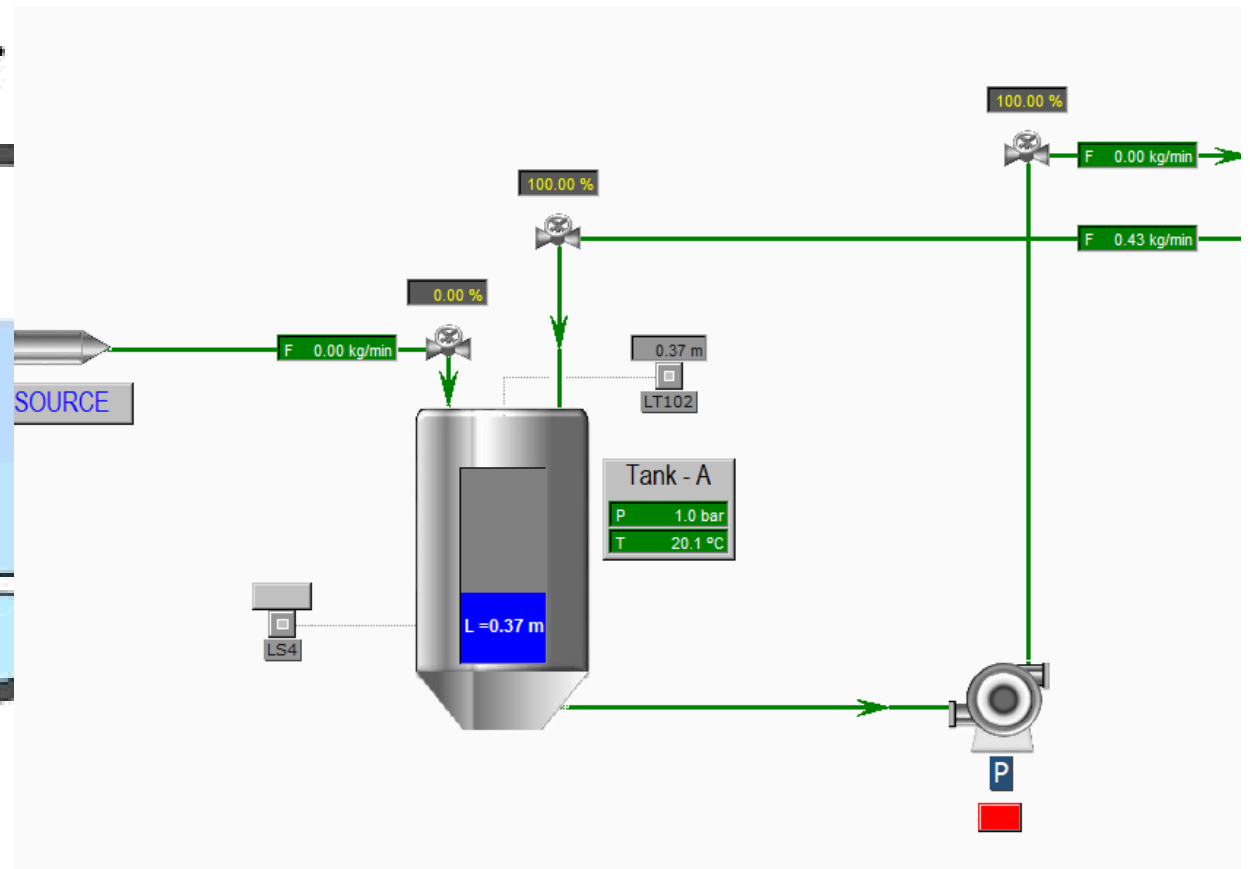 100.00 %
F 0.00 kg/min
100.00 %
F 0.43 kg/min
0.00 %
F 0.00 kg/min
0.37 m
LT102
SOURCE
Tank - A
P 1.0 bar
T 20.1 ºC
L =0.37 m
LS4
P